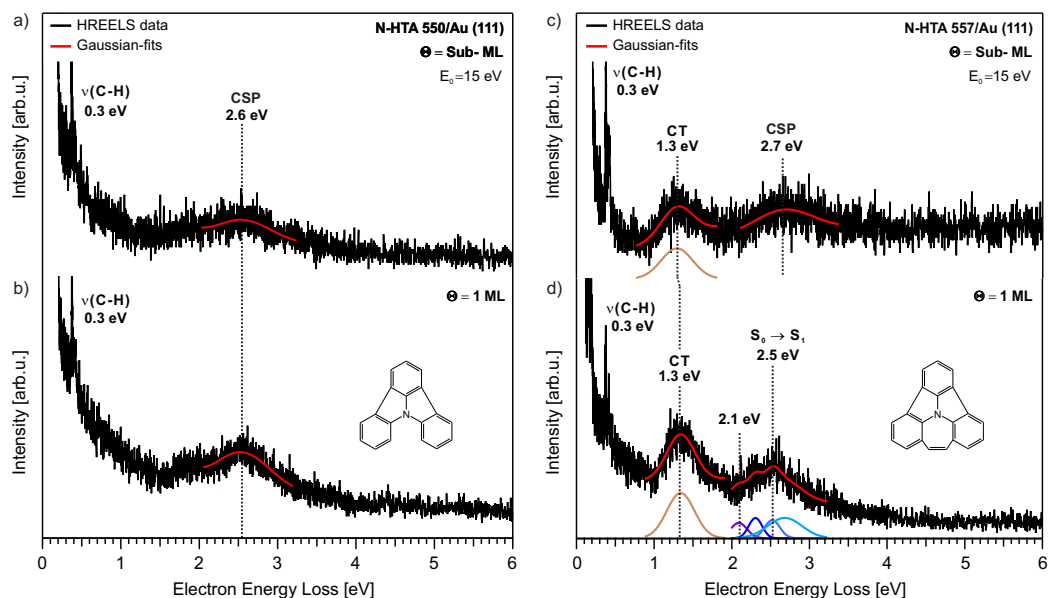 a)
HREELS data
Gaussian-fits
N-HTA 550/Au (111)
Θ = Sub- ML
E₀=15 eV
ν(C-H)
0.3 eV
CSP
2.6 eV
Intensity [arb.u.]
b)
ν(C-H)
0.3 eV
Θ = 1 ML
N
Intensity [arb.u.]
0 1 2 3 4 5 6
Electron Energy Loss [eV]
c)
HREELS data
Gaussian-fits
N-HTA 557/Au (111)
Θ = Sub- ML
E₀=15 eV
ν(C-H)
0.3 eV
CT
1.3 eV
CSP
2.7 eV
Intensity [arb.u.]
d)
ν(C-H)
0.3 eV
Θ = 1 ML
CT
1.3 eV
2.1 eV
S₀ → S₁
2.5 eV
N
Intensity [arb.u.]
0 1 2 3 4 5 6
Electron Energy Loss [eV]